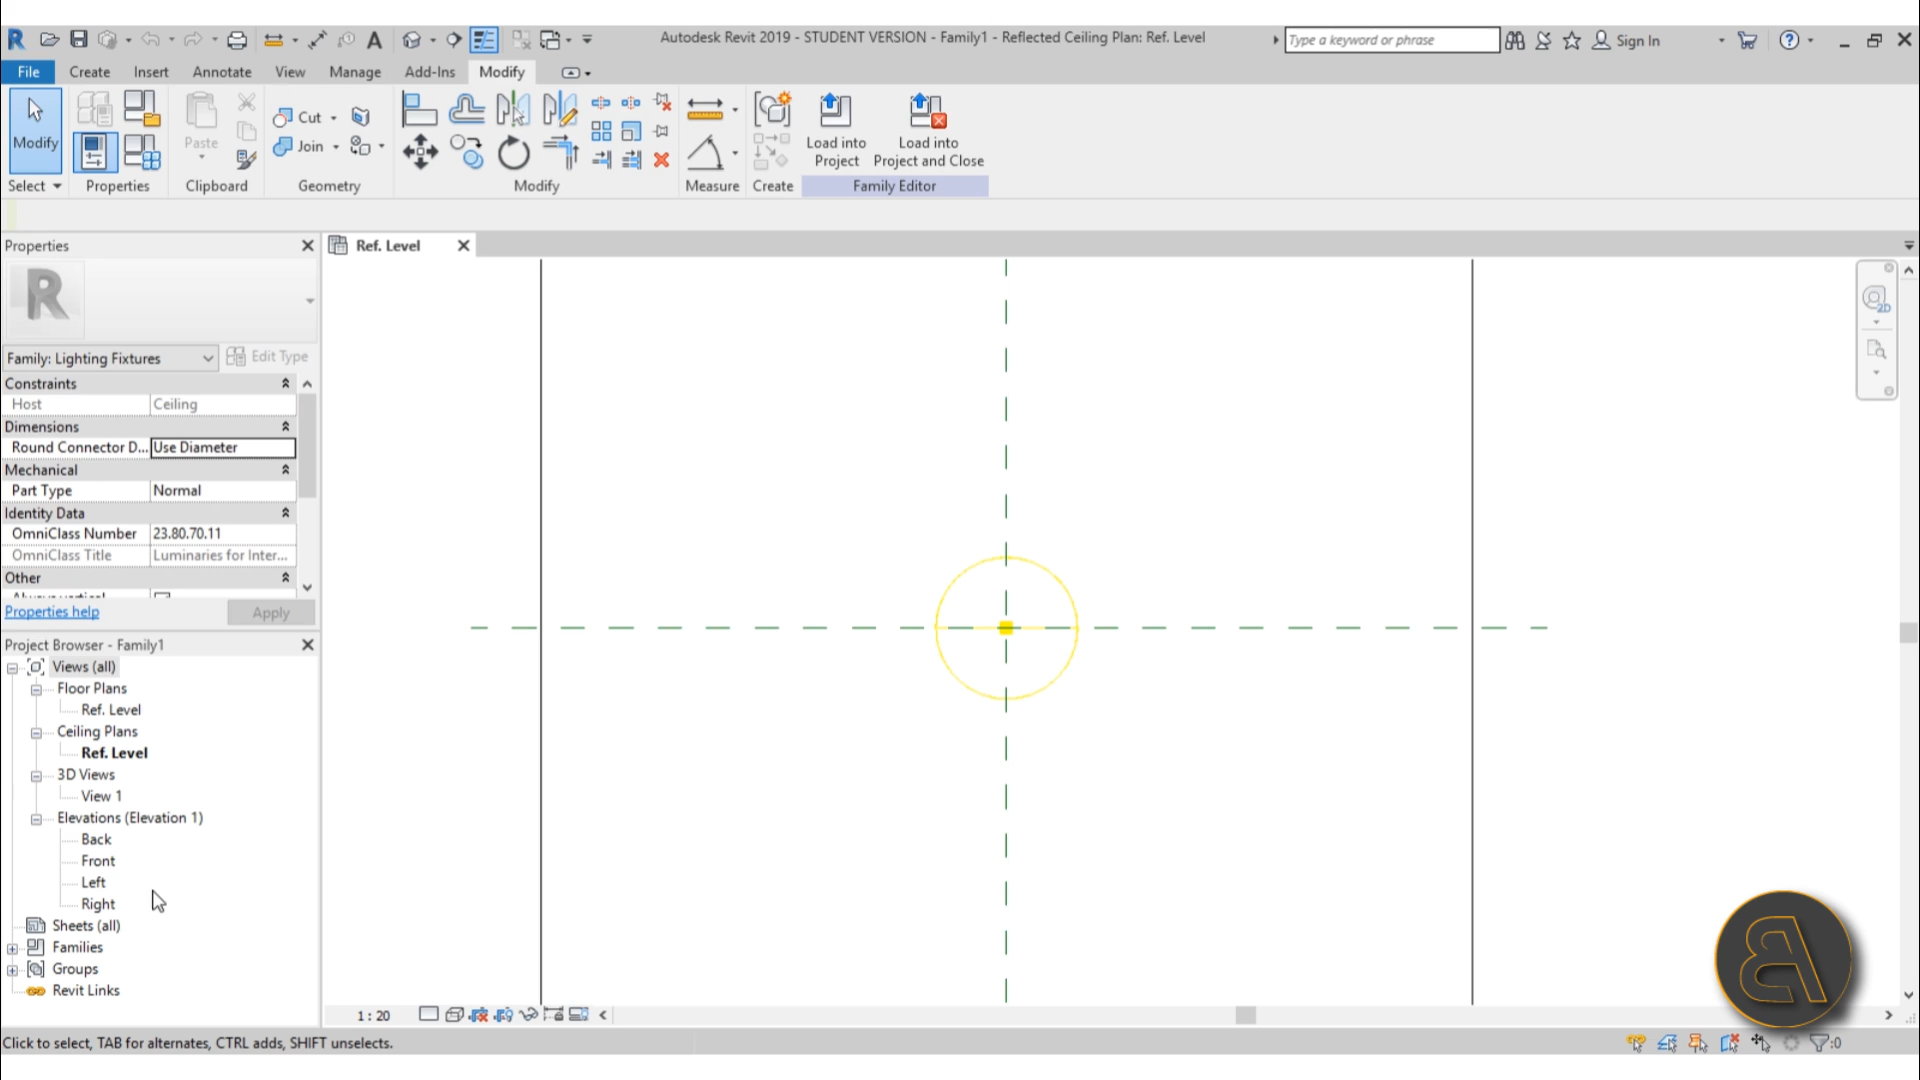 Autodesk Revit 2019 - STUDENT VERSION - Family1 - Reflected Ceiling Plan: Ref. Level
Type a keyword or phrase
Sign In
File Create Insert Annotate View Manage Add-Ins Modify
Modify
Paste
Cut
Join
Load into Project
Load into Project and Close
Select Properties Clipboard Geometry Modify Measure Create Family Editor
Properties
Ref. Level
R
Family: Lighting Fixtures
Edit Type
Constraints
Host Ceiling
Dimensions
Round Connector D... Use Diameter
Mechanical
Part Type Normal
Identity Data
OmniClass Number 23.80.70.11
OmniClass Title Luminaries for Inter...
Other
Properties help
Apply
Project Browser - Family1
Views (all)
Floor Plans
Ref. Level
Ceiling Plans
Ref. Level
3D Views
View 1
Elevations (Elevation 1)
Back
Front
Left
Right
Sheets (all)
Families
Groups
Revit Links
1 : 20
Click to select, TAB for alternates, CTRL adds, SHIFT unselects.
:0
2D